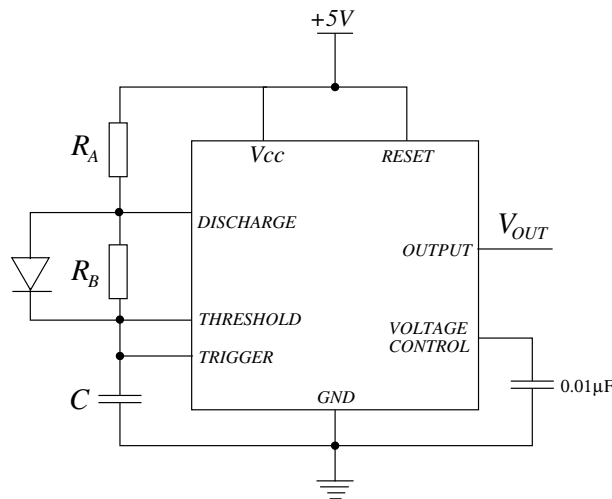 +5V
R_A
Vcc
RESET
DISCHARGE
V_OUT
OUTPUT
R_B
THRESHOLD
VOLTAGE
CONTROL
TRIGGER
0.01μF
C
GND